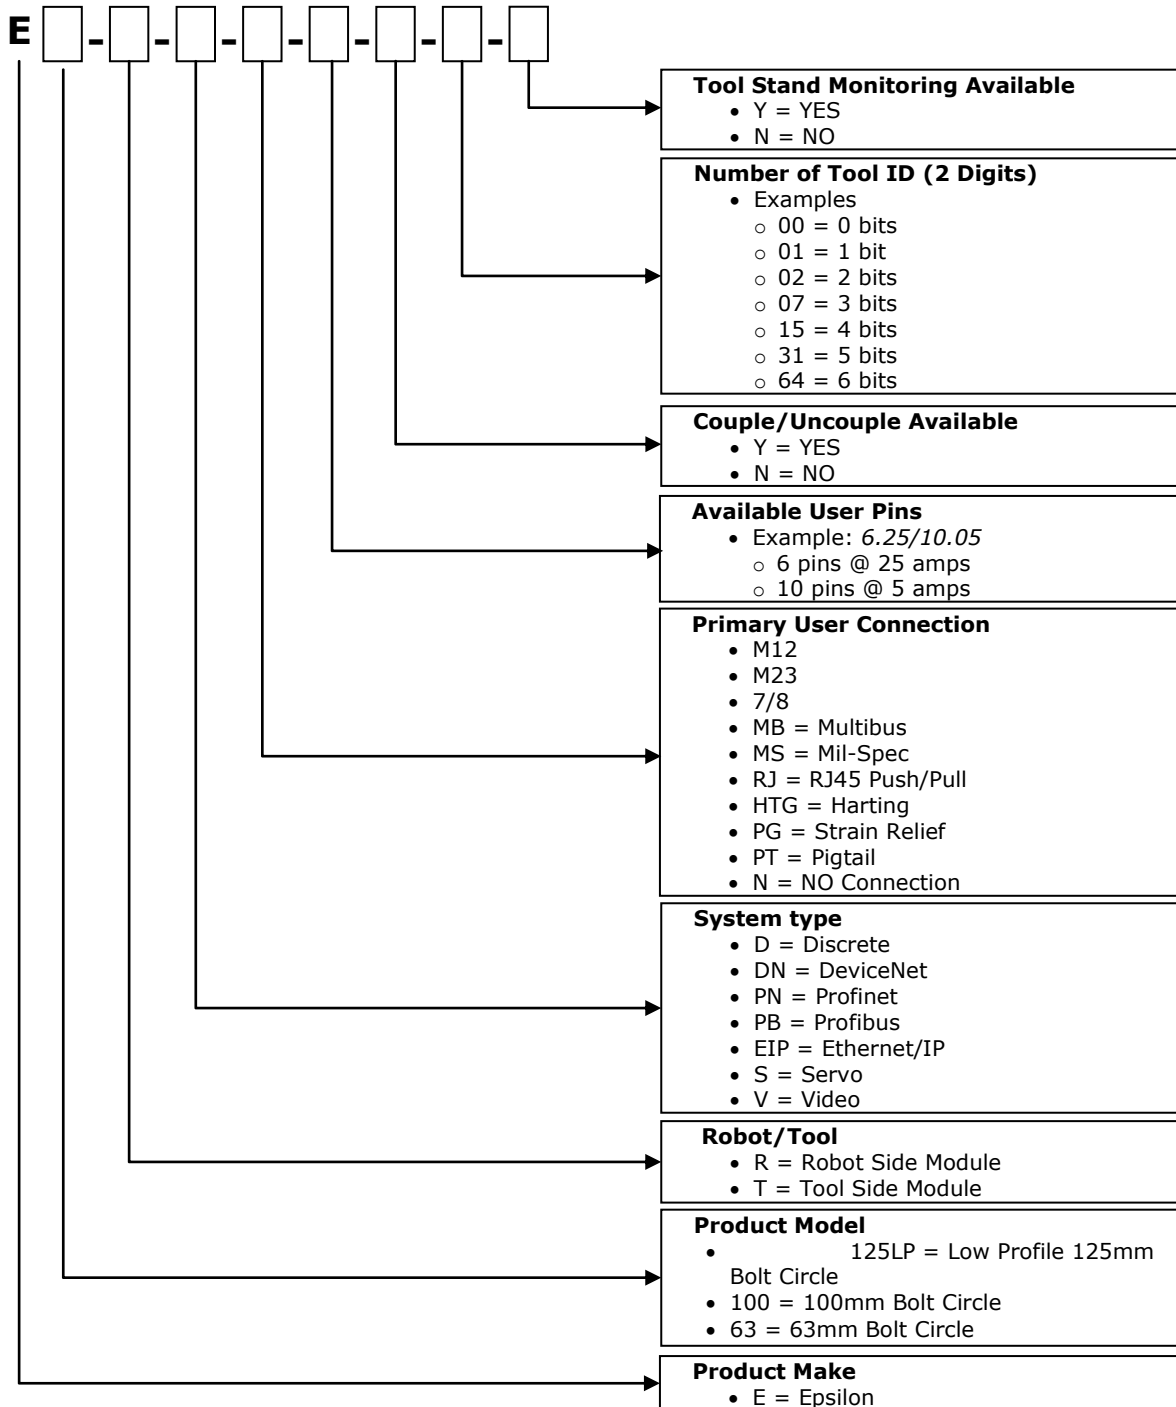 E - - - - - - -
Tool Stand Monitoring Available
• Y = YES
• N = NO
Number of Tool ID (2 Digits)
• Examples
○ 00 = 0 bits
○ 01 = 1 bit
○ 02 = 2 bits
○ 07 = 3 bits
○ 15 = 4 bits
○ 31 = 5 bits
○ 64 = 6 bits
Couple/Uncouple Available
• Y = YES
• N = NO
Available User Pins
• Example: 6.25/10.05
○ 6 pins @ 25 amps
○ 10 pins @ 5 amps
Primary User Connection
• M12
• M23
• 7/8
• MB = Multibus
• MS = Mil-Spec
• RJ = RJ45 Push/Pull
• HTG = Harting
• PG = Strain Relief
• PT = Pigtail
• N = NO Connection
System type
• D = Discrete
• DN = DeviceNet
• PN = Profinet
• PB = Profibus
• EIP = Ethernet/IP
• S = Servo
• V = Video
Robot/Tool
• R = Robot Side Module
• T = Tool Side Module
Product Model
• 125LP = Low Profile 125mm
Bolt Circle
• 100 = 100mm Bolt Circle
• 63 = 63mm Bolt Circle
Product Make
• E = Epsilon